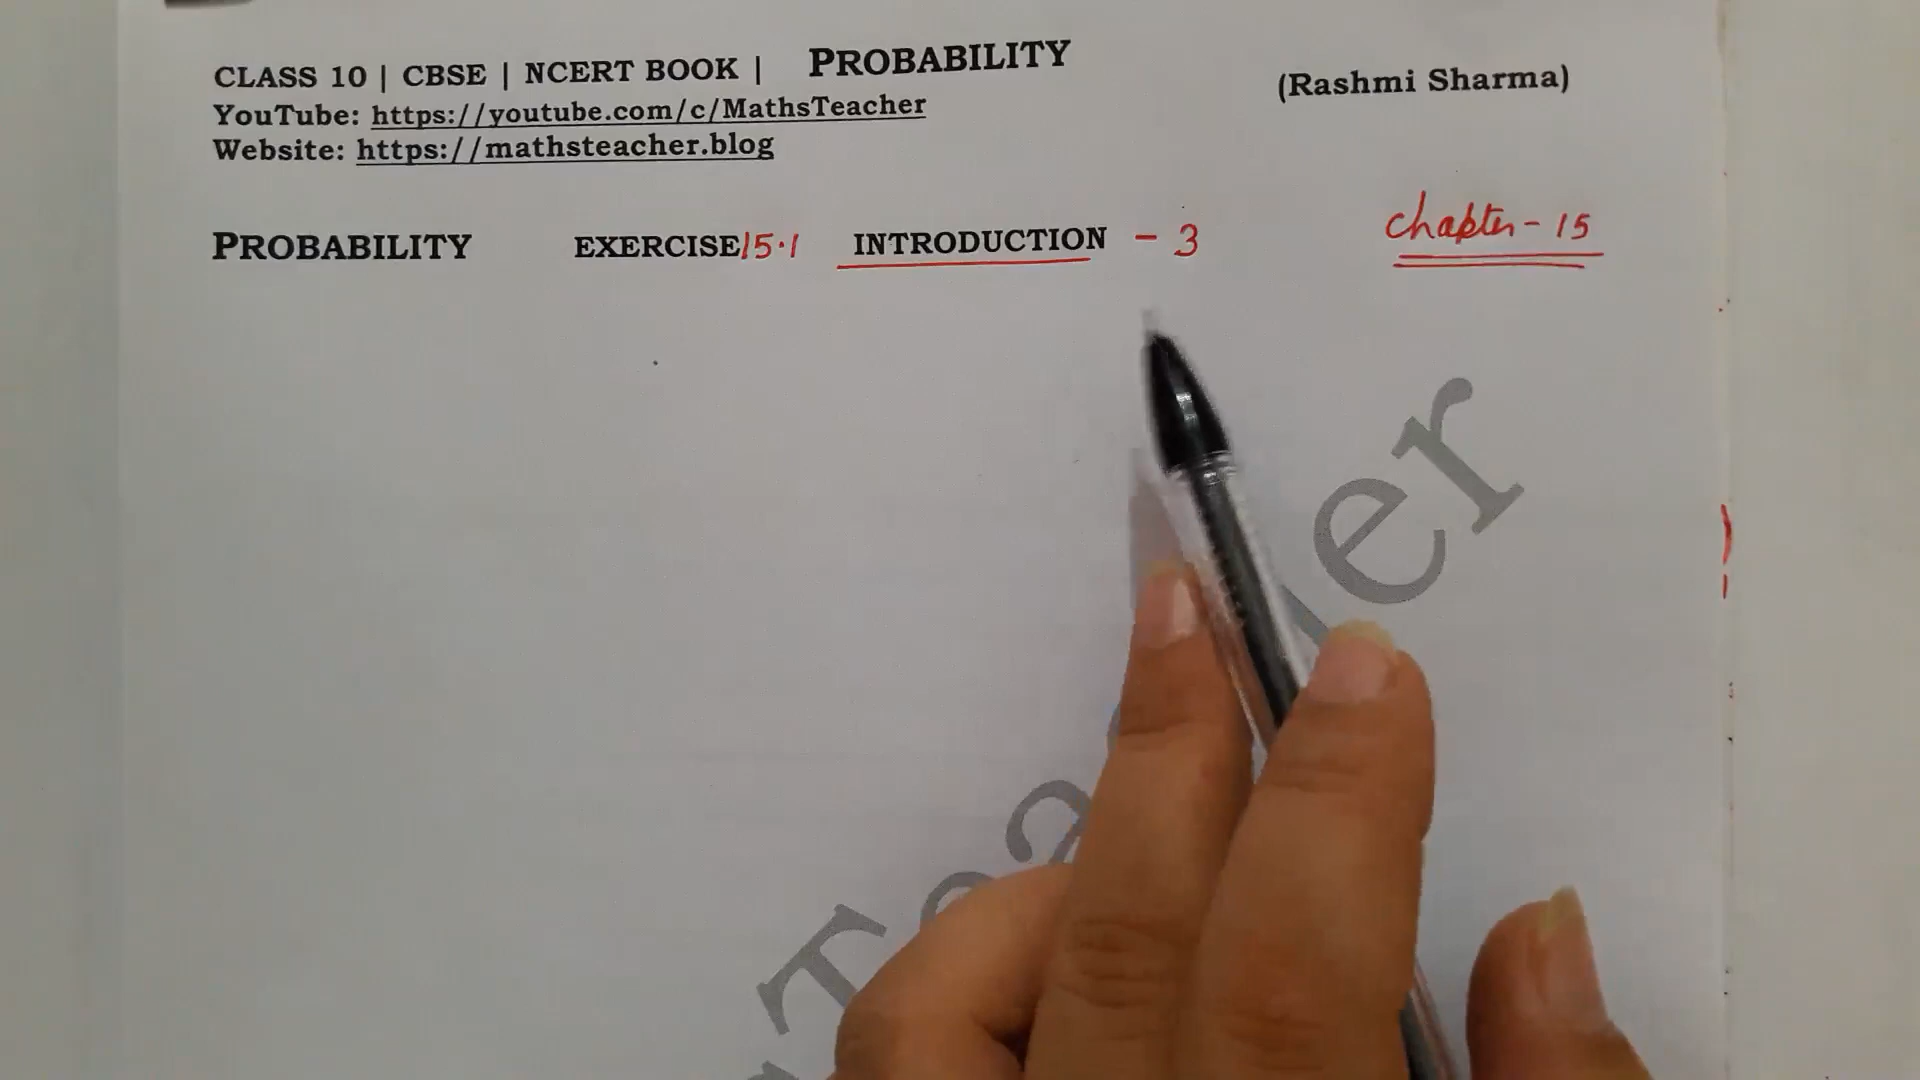 CLASS 10 | CBSE | NCERT BOOK | PROBABILITY (Rashmi Sharma)
YouTube: https://youtube.com/c/MathsTeacher
Website: https://mathsteacher.blog
PROBABILITY EXERCISE 15.1 INTRODUCTION - 3 Chapter - 15